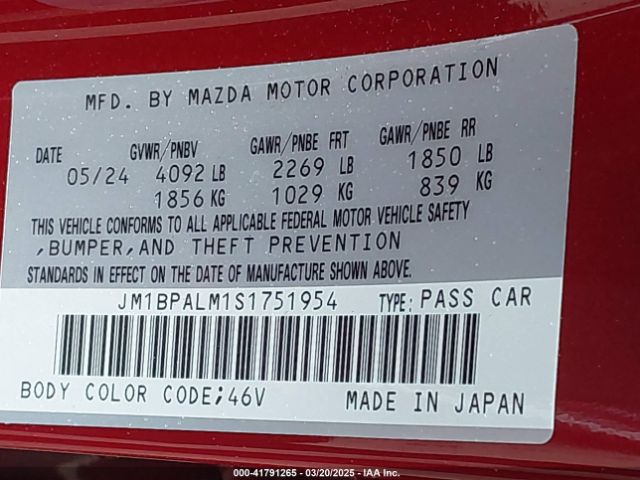 MFD. BY MAZDA MOTOR CORPORATION
DATE GVWR/PNBV GAWR/PNBE FRT GAWR/PNBE RR
05/24 4092 LB 2269 LB 1850 LB
1856 KG 1029 KG 839 KG
THIS VEHICLE CONFORMS TO ALL APPLICABLE FEDERAL MOTOR VEHICLE SAFETY
,BUMPER,AND THEFT PREVENTION
STANDARDS IN EFFECT ON THE DATE OF MANUFACTURE SHOWN ABOVE.
JM1BPALM1S1751954 TYPE: PASS CAR
BODY COLOR CODE;46V MADE IN JAPAN
000-41791265 - 03/20/2025 - IAA Inc.